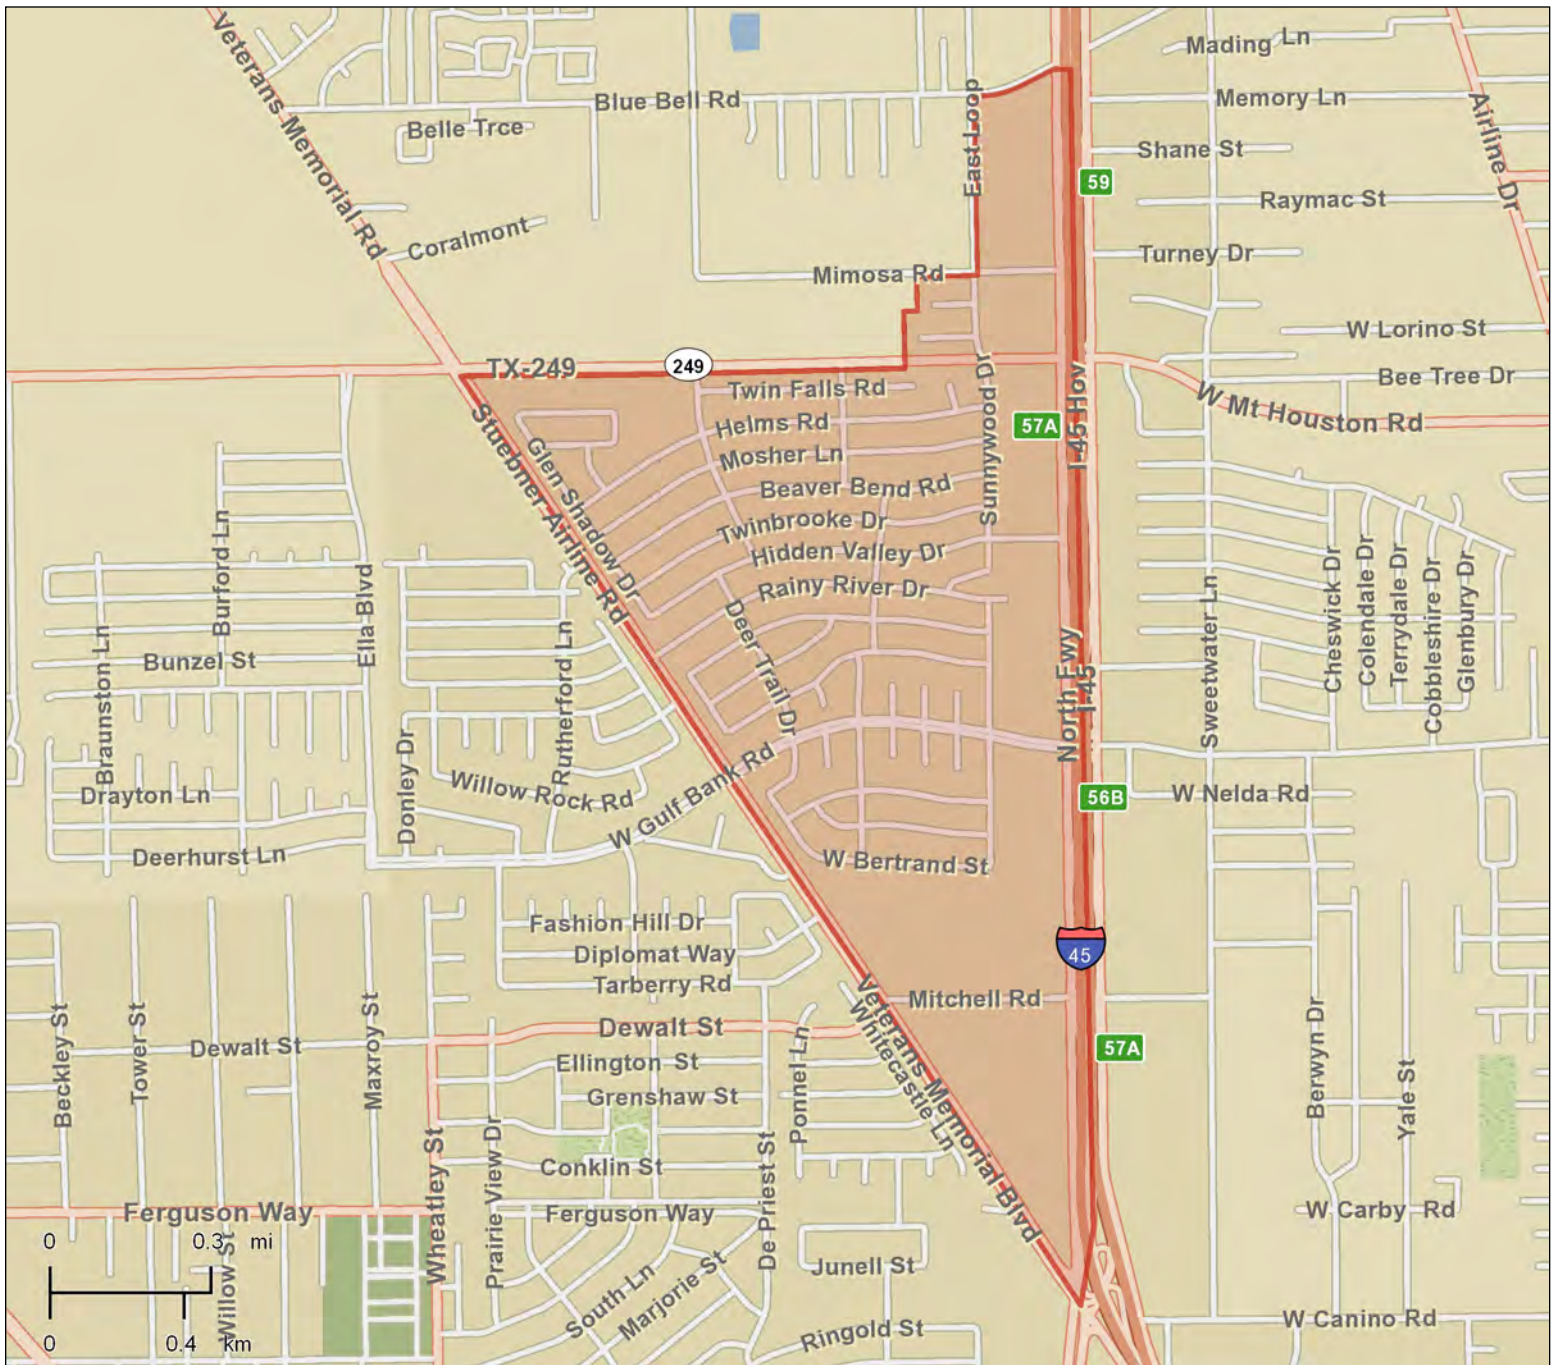 Mading Ln
Veterans Memorial Rd
Blue Bell Rd
Memory Ln
Belle Trce
East Loop
Airline Dr
Shane St
59
Raymac St
Coralmont
Turney Dr
Mimosa Rd
W Lorino St
TX-249
249
Bee Tree Dr
Twin Falls Rd
Sunnywood Dr
I-45 Hov
W Mt Houston Rd
Helms Rd
57A
Stuebner Airline Rd
Glen Shadow Dr
Mosher Ln
Beaver Bend Rd
Twinbrooke Dr
Hidden Valley Dr
Rainy River Dr
Burford Ln
Ella Blvd
Cheswick Dr
Colendale Dr
Terrydale Dr
Cobbleshire Dr
Glenbury Dr
Sweetwater Ln
Braunston Ln
Bunzel St
Rutherford Ln
Deer Trail Dr
North Fwy
I-45
Donley Dr
Drayton Ln
Willow Rock Rd
W Gulf Bank Rd
56B
W Nelda Rd
Deerhurst Ln
W Bertrand St
Fashion Hill Dr
Diplomat Way
45
Tarberry Rd
Veterans Memorial Blvd
Mitchell Rd
Whitecastle Ln
Beckley St
Tower St
Maxroy St
Dewalt St
Dewalt St
57A
Ellington St
Grenshaw St
Ponnel Ln
Berwyn Dr
Yale St
Wheatley St
Prairie View Dr
Conklin St
De Priest St
Ferguson Way
Ferguson Way
W Carby Rd
0 0.3 mi
Willow St
South Ln
Marjorie St
Junell St
W Canino Rd
Ringold St
0 0.4 km